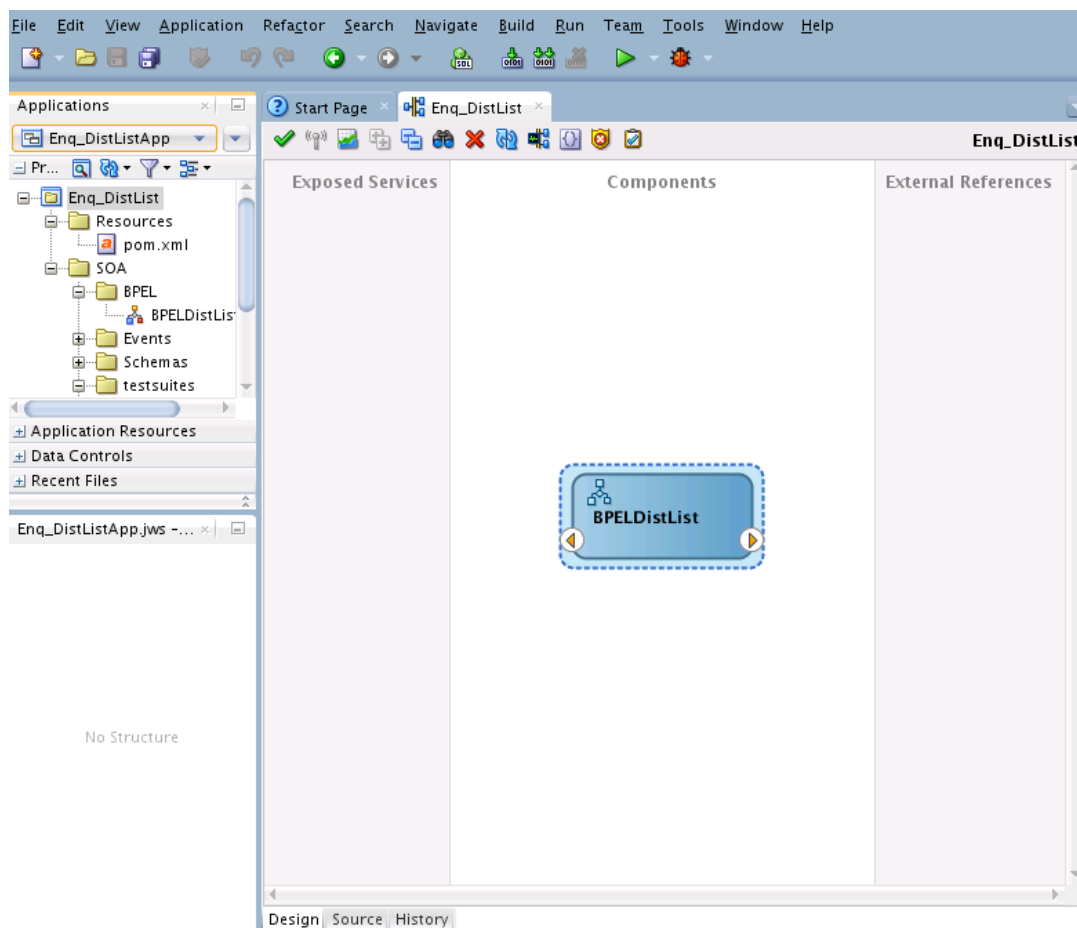 File Edit View Application Refactor Search Navigate Build Run Team Tools Window Help
Applications
Start Page
Enq_DistList
Enq_DistListApp
Enq_DistList
Pr...
Exposed Services
Components
External References
Enq_DistList
Resources
pom.xml
SOA
BPEL
BPELDistLis
Events
Schemas
testsuites
Application Resources
Data Controls
Recent Files
BPELDistList
Enq_DistListApp.jws -...
No Structure
Design Source History